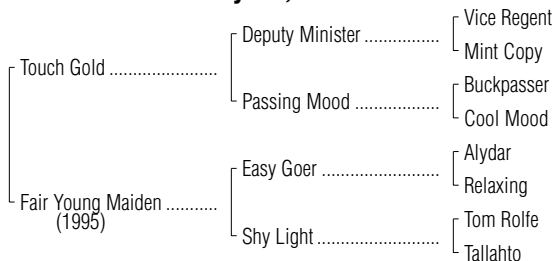 Vice Regent
Deputy Minister ..................
Mint Copy
Touch Gold ..........................
Buckpasser
Passing Mood ....................
Cool Mood
Alydar
Easy Goer ............................
Relaxing
Fair Young Maiden ............
(1995)
Tom Rolfe
Shy Light .............................
Tallahto